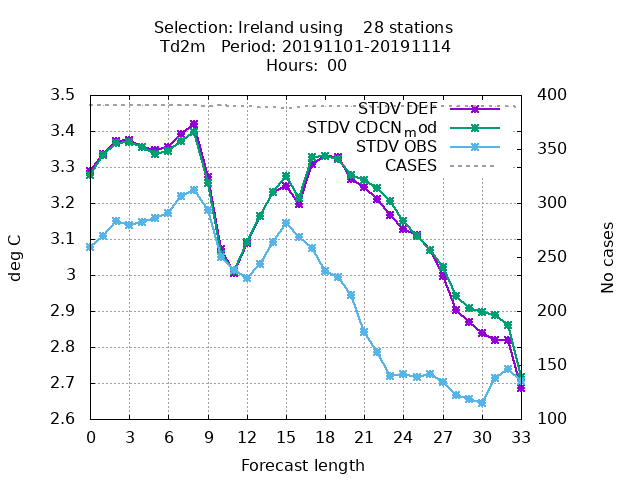 Selection: Ireland using 28 stations
Td2m Period: 20191101-20191114
Hours: 00
3.5
3.4
3.3
3.2
3.1
3
2.9
2.8
2.7
2.6
deg C
STDV DEF
STDV CDCNmod
STDV OBS
CASES
400
350
300
250
200
150
100
No cases
0 3 6 9 12 15 18 21 24 27 30 33
Forecast length